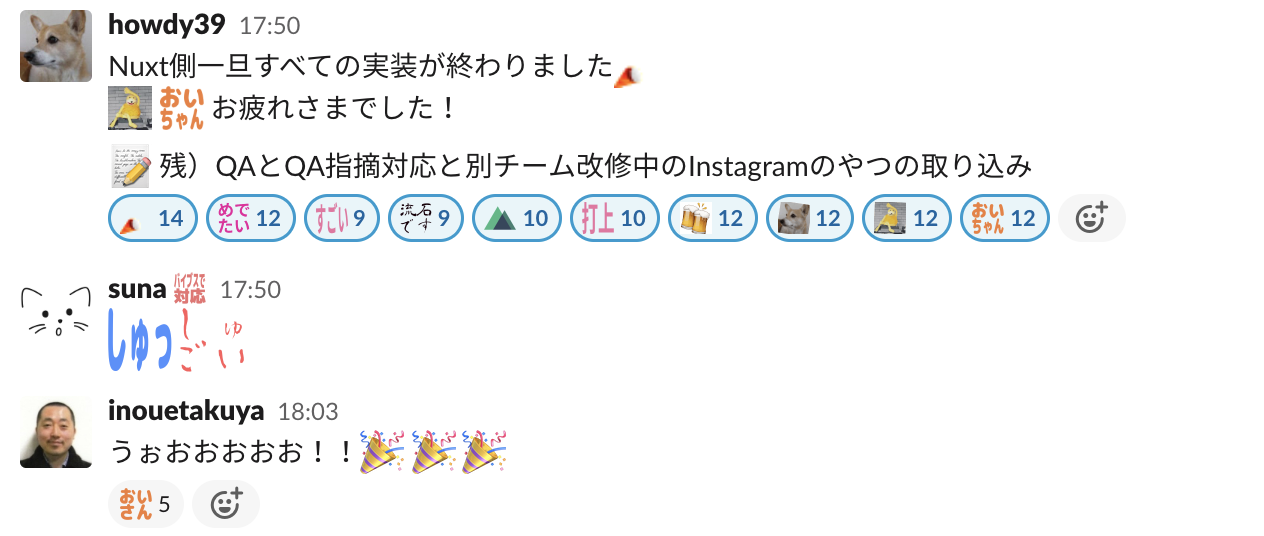 howdy39 17:50
Nuxt側一旦すべての実装が終わりました
おいちゃん お疲れさまでした！
残）QAとQA指摘対応と別チーム改修中のInstagramのやつの取り込み
14 めでたい 12 すごい 9 流石です 9 10 打上 10 12 12 12 おいちゃん 12
suna バイブスで対応 17:50
しゅっ しゅ ごい
inouetakuya 18:03
うぉおおおおお！！
おいさん 5